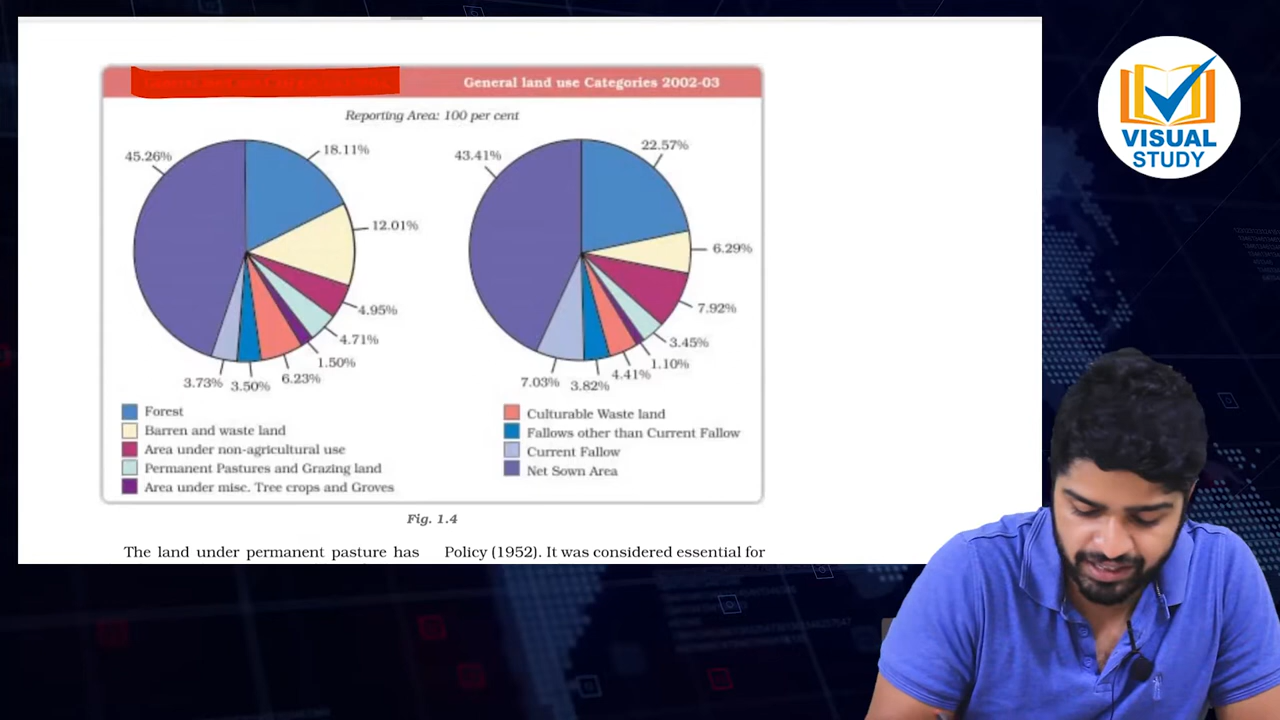 General land use Categories 2002-03
Reporting Area: 100 per cent
45.26%
18.11%
12.01%
4.95%
4.71%
1.50%
6.23%
3.50%
3.73%
43.41%
22.57%
6.29%
7.92%
3.45%
1.10%
4.41%
3.82%
7.03%
Forest
Barren and waste land
Area under non-agricultural use
Permanent Pastures and Grazing land
Area under misc. Tree crops and Groves
Culturable Waste land
Fallows other than Current Fallow
Current Fallow
Net Sown Area
Fig. 1.4
The land under permanent pasture has
Policy (1952). It was considered essential for
VISUAL
STUDY